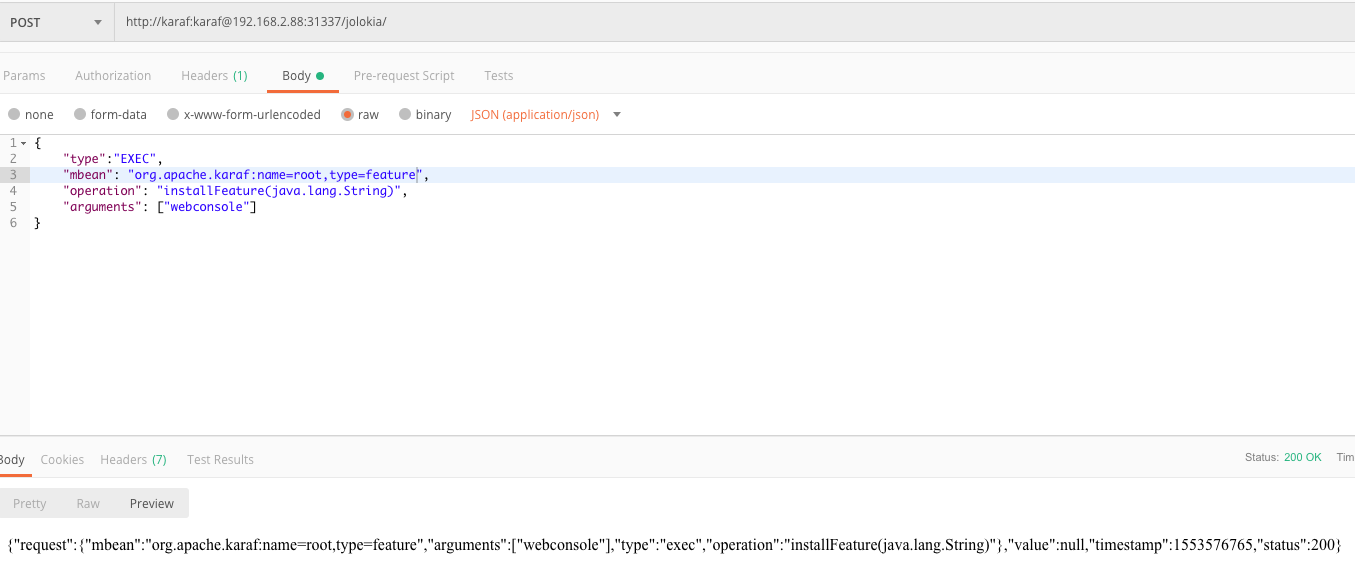 POST http://karaf:karaf@192.168.2.88:31337/jolokia/
Params Authorization Headers (1) Body Pre-request Script Tests
none form-data x-www-form-urlencoded raw binary JSON (application/json)
1 {
2 "type":"EXEC",
3 "mbean": "org.apache.karaf:name=root,type=feature",
4 "operation": "installFeature(java.lang.String)",
5 "arguments": ["webconsole"]
6 }
Body Cookies Headers (7) Test Results Status: 200 OK Tim
Pretty Raw Preview
{"request":{"mbean":"org.apache.karaf:name=root,type=feature","arguments":["webconsole"],"type":"exec","operation":"installFeature(java.lang.String)"},"value":null,"timestamp":1553576765,"status":200}